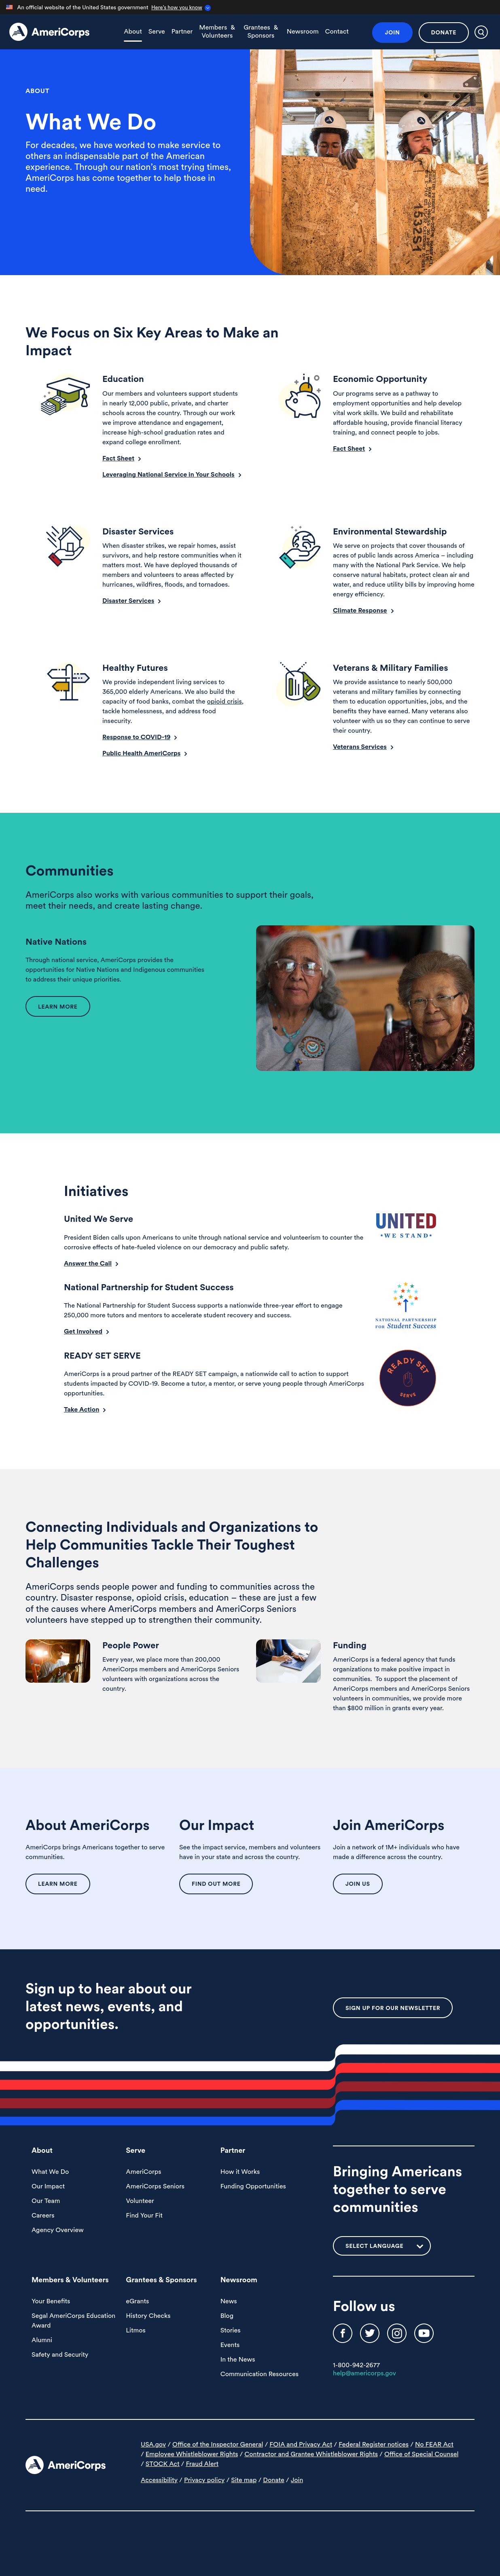 An official website of the United States government Here's how you know
AmeriCorps
About Serve Partner Members & Volunteers Grantees & Sponsors Newsroom Contact
JOIN
DONATE
ABOUT
What We Do
For decades, we have worked to make service to
others an indispensable part of the American
experience. Through our nation's most trying times,
AmeriCorps has come together to help those in
need.
We Focus on Six Key Areas to Make an
Impact
Education
Our members and volunteers support students
in nearly 12,000 public, private, and charter
schools across the country. Through our work
we improve attendance and engagement,
increase high-school graduation rates and
expand college enrollment.
Fact Sheet
Leveraging National Service in Your Schools
Economic Opportunity
Our programs serve as a pathway to
employment opportunities and help develop
vital work skills. We build and rehabilitate
affordable housing, provide financial literacy
training, and connect people to jobs.
Fact Sheet
Disaster Services
When disaster strikes, we repair homes, assist
survivors, and help restore communities when it
matters most. We have deployed thousands of
members and volunteers to areas affected by
hurricanes, wildfires, floods, and tornadoes.
Disaster Services
Environmental Stewardship
We serve on projects that cover thousands of
acres of public lands across America – including
many with the National Park Service. We help
conserve natural habitats, protect clean air and
water, and reduce utility bills by improving home
energy efficiency.
Climate Response
Healthy Futures
We provide independent living services to
365,000 elderly Americans. We also build the
capacity of food banks, combat the opioid crisis,
tackle homelessness, and address food
insecurity.
Response to COVID-19
Public Health AmeriCorps
Veterans & Military Families
We provide assistance to nearly 500,000
veterans and military families by connecting
them to education opportunities, jobs, and the
benefits they have earned. Many veterans also
volunteer with us so they can continue to serve
their country.
Veterans Services
Communities
AmeriCorps also works with various communities to support their goals,
meet their needs, and create lasting change.
Native Nations
Through national service, AmeriCorps provides the
opportunities for Native Nations and Indigenous communities
to address their unique priorities.
LEARN MORE
Initiatives
United We Serve
President Biden calls upon Americans to unite through national service and volunteerism to counter the
corrosive effects of hate-fueled violence on our democracy and public safety.
Answer the Call
UNITED
WE STAND
National Partnership for Student Success
The National Partnership for Student Success supports a nationwide three-year effort to engage
250,000 more tutors and mentors to accelerate student recovery and success.
Get Involved
NATIONAL PARTNERSHIP
FOR Student Success
READY SET SERVE
AmeriCorps is a proud partner of the READY SET campaign, a nationwide call to action to support
students impacted by COVID-19. Become a tutor, a mentor, or serve young people through AmeriCorps
opportunities.
Take Action
READY SET
SERVE
Connecting Individuals and Organizations to
Help Communities Tackle Their Toughest
Challenges
AmeriCorps sends people power and funding to communities across the
country. Disaster response, opioid crisis, education – these are just a few
of the causes where AmeriCorps members and AmeriCorps Seniors
volunteers have stepped up to strengthen their community.
People Power
Every year, we place more than 200,000
AmeriCorps members and AmeriCorps Seniors
volunteers with organizations across the
country.
Funding
AmeriCorps is a federal agency that funds
organizations to make positive impact in
communities. To support the placement of
AmeriCorps members and AmeriCorps Seniors
volunteers in communities, we provide more
than $800 million in grants every year.
About AmeriCorps
AmeriCorps brings Americans together to serve
communities.
LEARN MORE
Our Impact
See the impact service, members and volunteers
have in your state and across the country.
FIND OUT MORE
Join AmeriCorps
Join a network of 1M+ individuals who have
made a difference across the country.
JOIN US
Sign up to hear about our
latest news, events, and
opportunities.
SIGN UP FOR OUR NEWSLETTER
About
What We Do
Our Impact
Our Team
Careers
Agency Overview
Serve
AmeriCorps
AmeriCorps Seniors
Volunteer
Find Your Fit
Partner
How it Works
Funding Opportunities
Bringing Americans
together to serve
communities
SELECT LANGUAGE
Members & Volunteers
Your Benefits
Segal AmeriCorps Education
Award
Alumni
Safety and Security
Grantees & Sponsors
eGrants
History Checks
Litmos
Newsroom
News
Blog
Stories
Events
In the News
Communication Resources
Follow us
1-800-942-2677
help@americorps.gov
AmeriCorps
USA.gov / Office of the Inspector General / FOIA and Privacy Act / Federal Register notices / No FEAR Act
/ Employee Whistleblower Rights / Contractor and Grantee Whistleblower Rights / Office of Special Counsel
/ STOCK Act / Fraud Alert
Accessibility / Privacy policy / Site map / Donate / Join